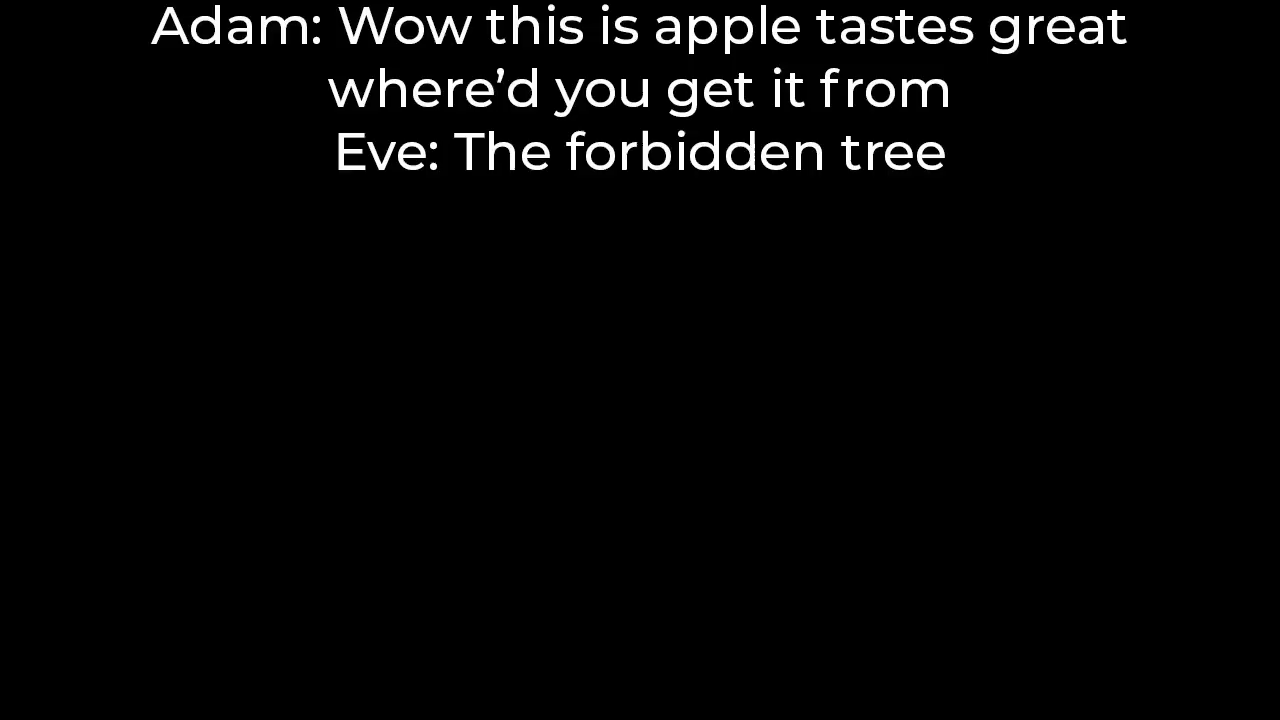 Adam: Wow this is apple tastes great
where’d you get it from
Eve: The forbidden tree